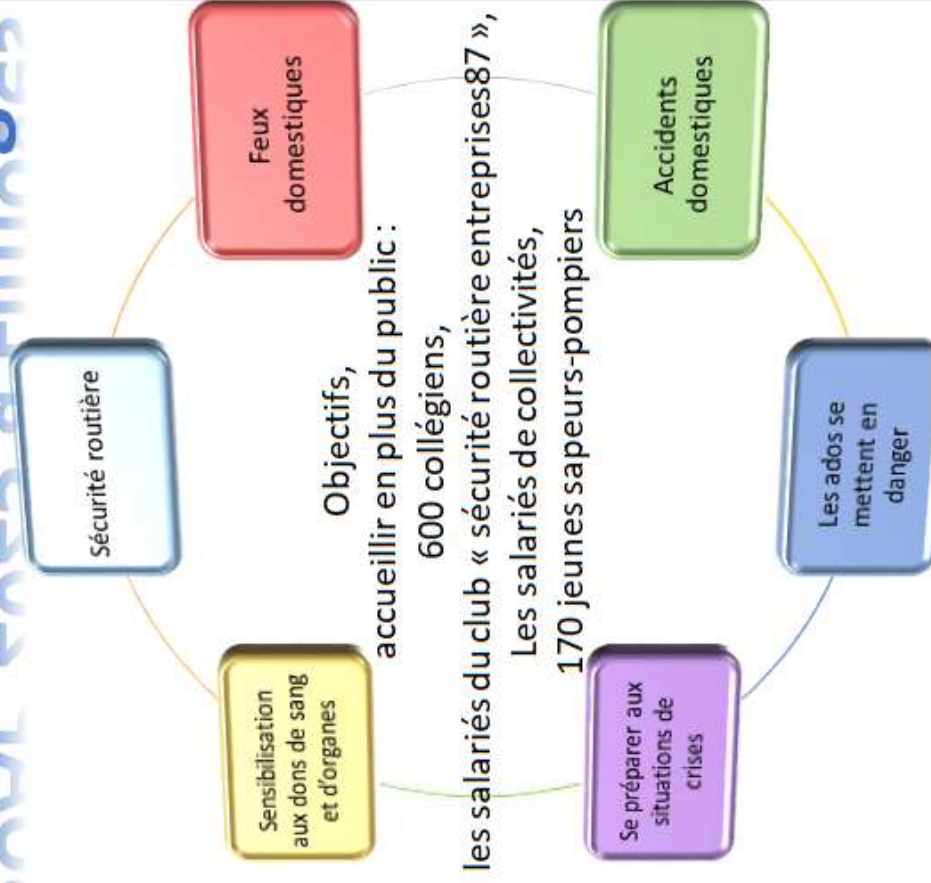 Sécurité routière
Feux
domestiques
Accidents
domestiques
Les ados se
mettent en
danger
Se préparer aux
situations de
crises
Sensibilisation
aux dons de sang
et d'organes
Objectifs,
accueillir en plus du public :
600 collégiens,
les salariés du club « sécurité routière entreprises87 »,
Les salariés de collectivités,
170 jeunes sapeurs-pompiers